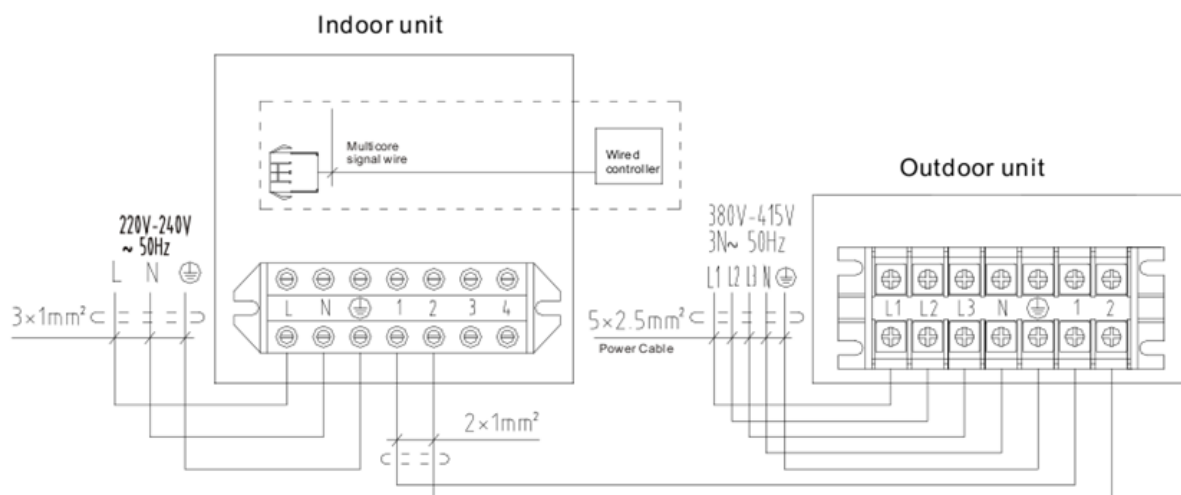 Indoor unit
Multicore
signal wire
Wired
controller
Outdoor unit
220V-240V
~ 50Hz
L N
3×1mm²
L N 1 2 3 4
2×1mm²
380V-415V
3N~ 50Hz
L1 L2 L3 N
5×2.5mm²
Power Cable
L1 L2 L3 N 1 2